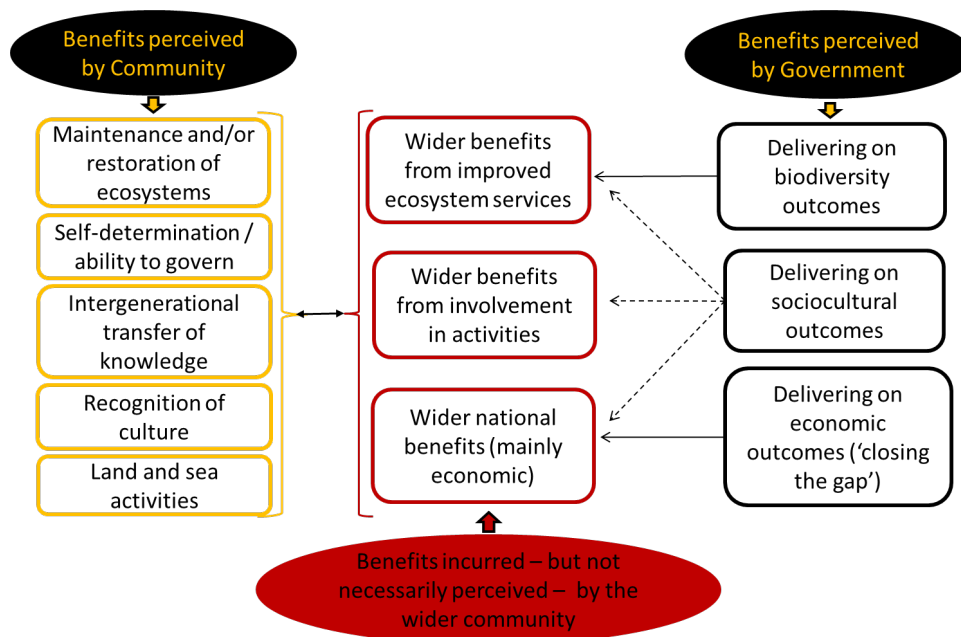 Benefits perceived
by Community
Maintenance and/or
restoration of
ecosystems
Self-determination /
ability to govern
Intergenerational
transfer of
knowledge
Recognition of
culture
Land and sea
activities
Wider benefits
from improved
ecosystem services
Wider benefits
from involvement
in activities
Wider national
benefits (mainly
economic)
Benefits incurred – but not
necessarily perceived – by the
wider community
Benefits perceived
by Government
Delivering on
biodiversity
outcomes
Delivering on
sociocultural
outcomes
Delivering on
economic
outcomes (‘closing
the gap’)